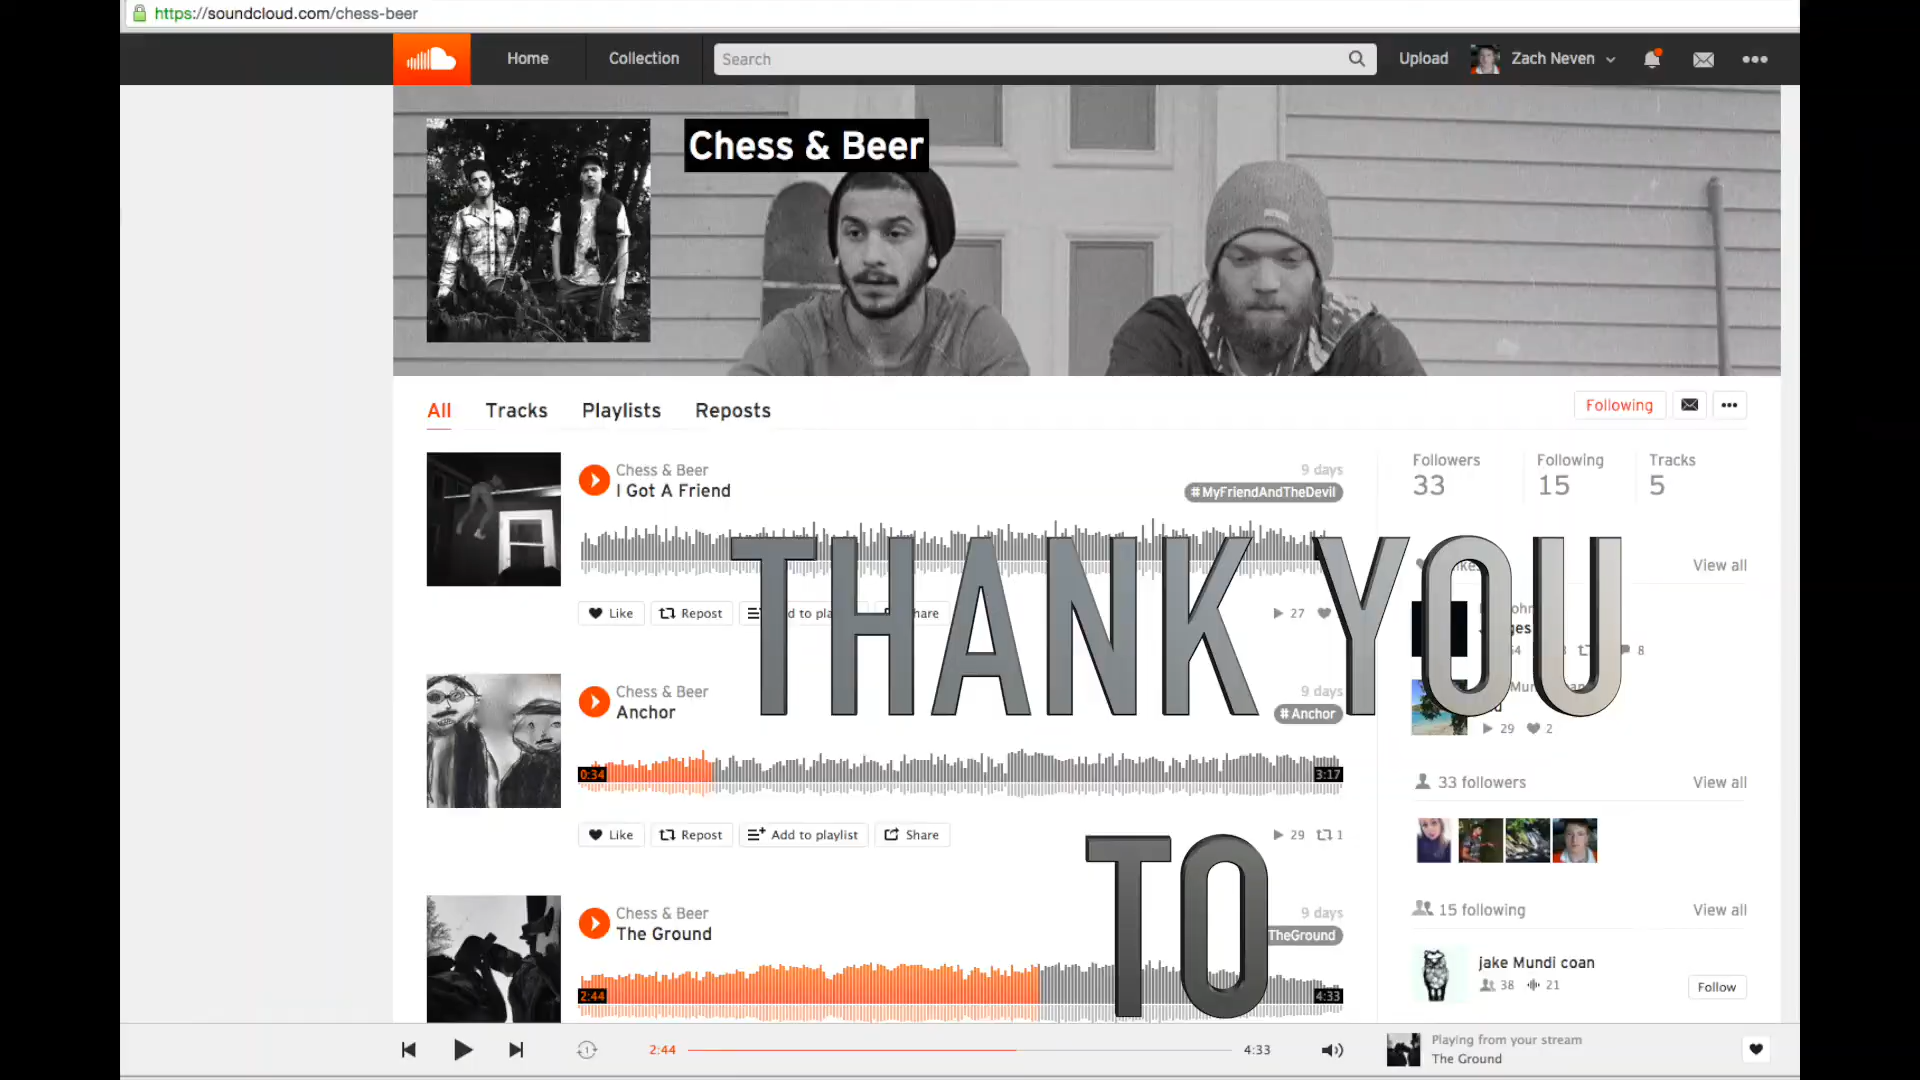 https://soundcloud.com/chess-beer
Home
Collection
Search
Upload
Zach Neven
Chess & Beer
All
Tracks
Playlists
Reposts
Following
Followers
33
Following
15
Tracks
5
Chess & Beer
9 days
I Got A Friend
#MyFriendAndTheDevil
THANK YOU
View all
Like
Repost
27
8
Chess & Beer
9 days
Anchor
#Anchor
29
2
0:34
3:17
33 followers
View all
Like
Repost
Add to playlist
Share
29
1
TO
15 following
View all
Chess & Beer
9 days
The Ground
TheGround
jake Mundi coan
38
21
Follow
2:44
4:33
2:44
4:33
Playing from your stream
The Ground